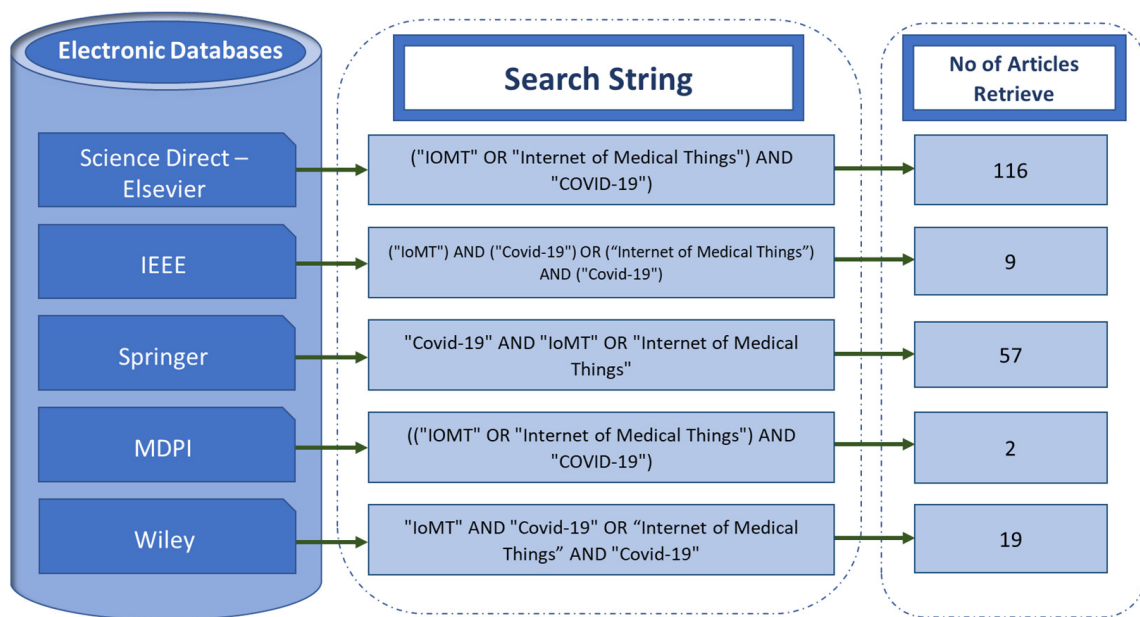 Electronic Databases
Search String
No of Articles
Retrieve
Science Direct –
Elsevier
("IOMT" OR "Internet of Medical Things") AND
"COVID-19")
116
IEEE
("IoMT") AND ("Covid-19") OR (“Internet of Medical Things”)
AND ("Covid-19")
9
Springer
"Covid-19" AND "IoMT" OR "Internet of Medical
Things"
57
MDPI
(("IOMT" OR "Internet of Medical Things") AND
"COVID-19")
2
Wiley
"IoMT" AND "Covid-19" OR “Internet of Medical
Things” AND "Covid-19"
19